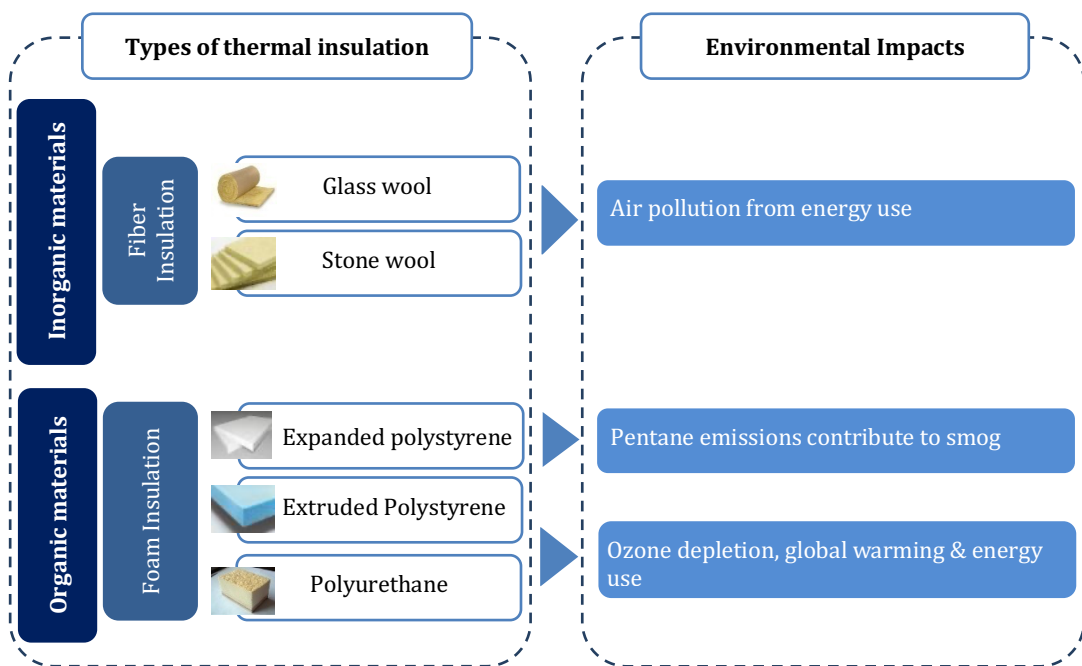 Types of thermal insulation
Environmental Impacts
Inorganic materials
Fiber
Insulation
Glass wool
Stone wool
Air pollution from energy use
Organic materials
Foam Insulation
Expanded polystyrene
Extruded Polystyrene
Polyurethane
Pentane emissions contribute to smog
Ozone depletion, global warming & energy
use